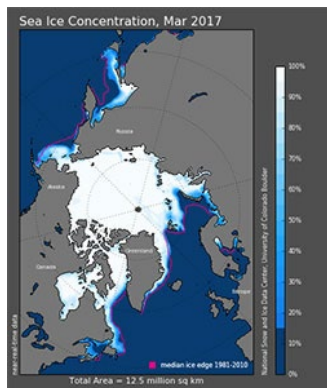 Sea Ice Concentration, Mar 2017
Russia
Alaska
Greenland
Canada
Europe
median ice edge 1981-2010
near-real-time data
Total Area = 12.5 million sq km
100%
90%
80%
70%
60%
50%
40%
30%
20%
10%
0%
National Snow and Ice Data Center, University of Colorado Boulder